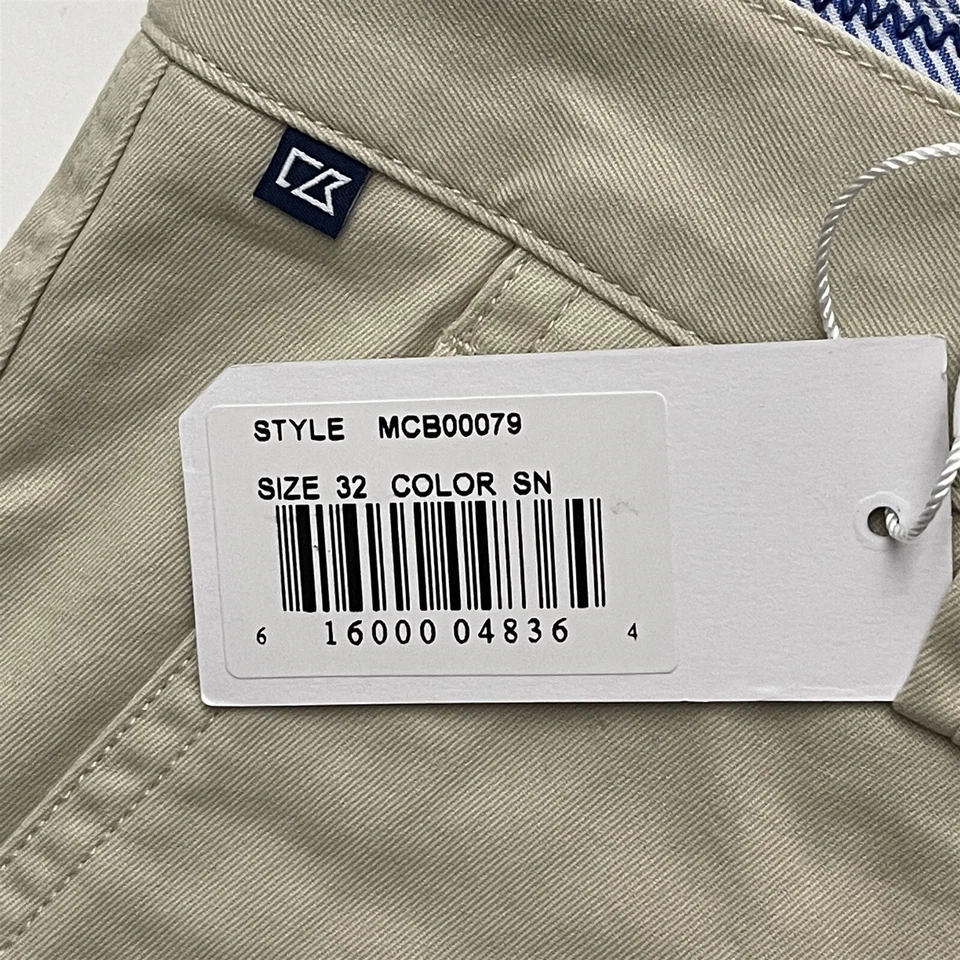 STYLE MCB00079
SIZE 32 COLOR SN
6 16000 04836 4